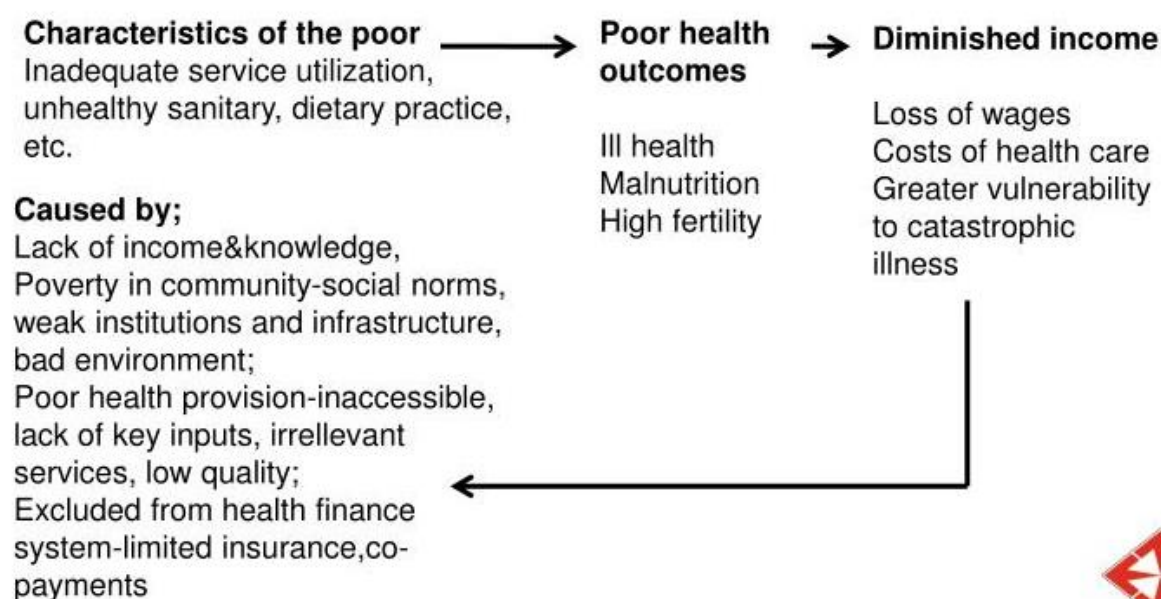 Characteristics of the poor
Inadequate service utilization,
unhealthy sanitary, dietary practice,
etc.
Caused by;
Lack of income&knowledge,
Poverty in community-social norms,
weak institutions and infrastructure,
bad environment;
Poor health provision-inaccessible,
lack of key inputs, irrellevant
services, low quality;
Excluded from health finance
system-limited insurance,co-
payments
Poor health
outcomes
Ill health
Malnutrition
High fertility
Diminished income
Loss of wages
Costs of health care
Greater vulnerability
to catastrophic
illness